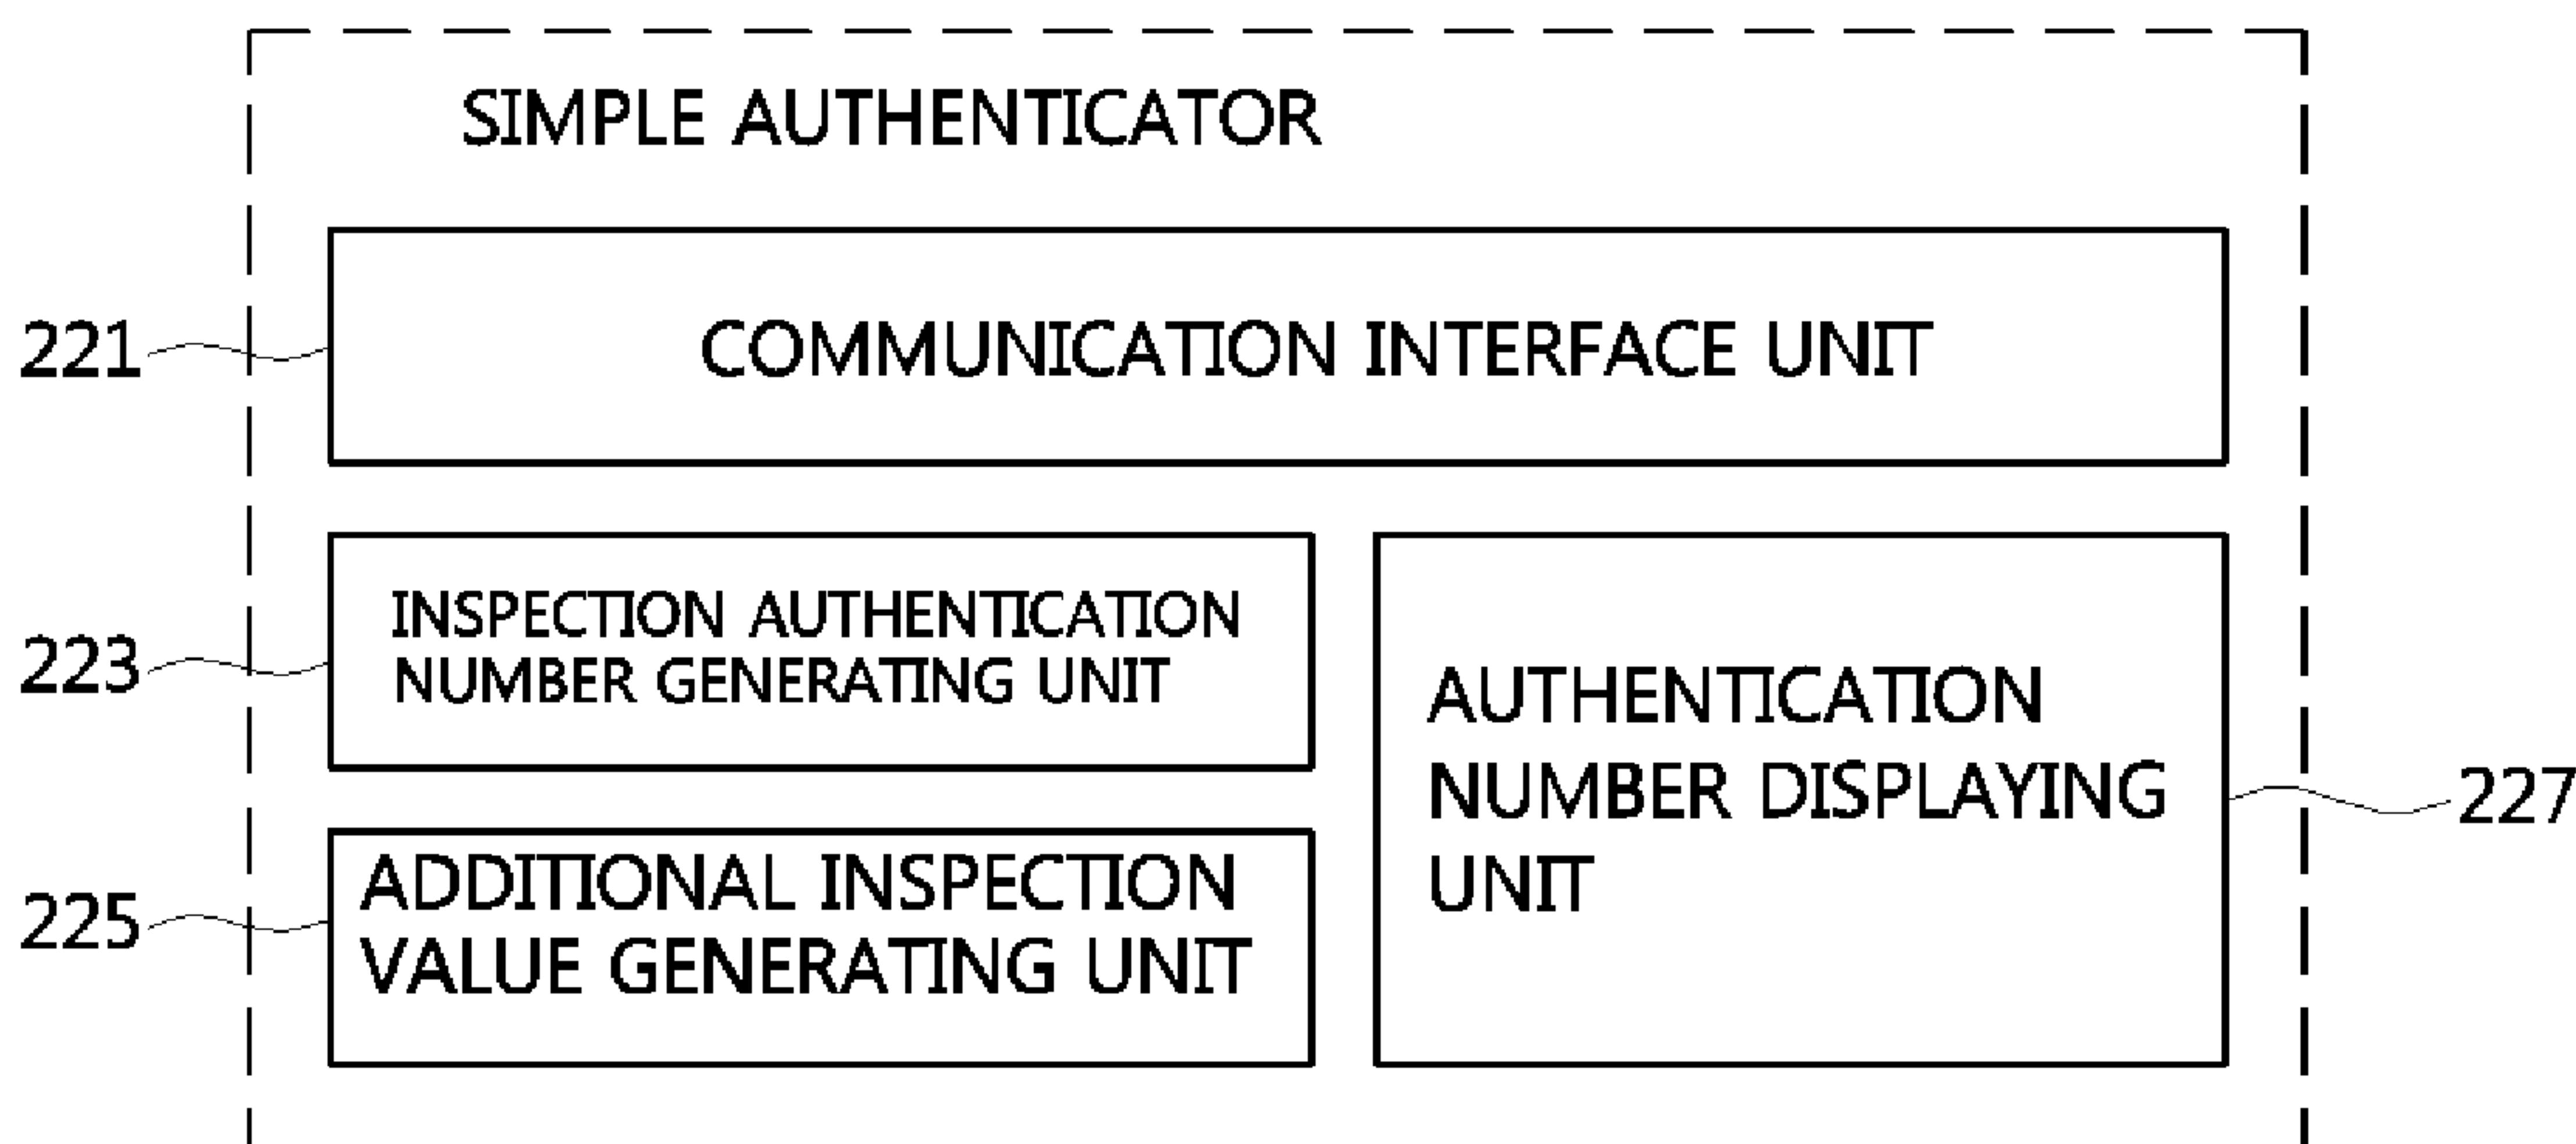 SIMPLE AUTHENTICATOR
221
COMMUNICATION INTERFACE UNIT
223
INSPECTION AUTHENTICATION
NUMBER GENERATING UNIT
225
ADDITIONAL INSPECTION
VALUE GENERATING UNIT
AUTHENTICATION
NUMBER DISPLAYING
UNIT
227